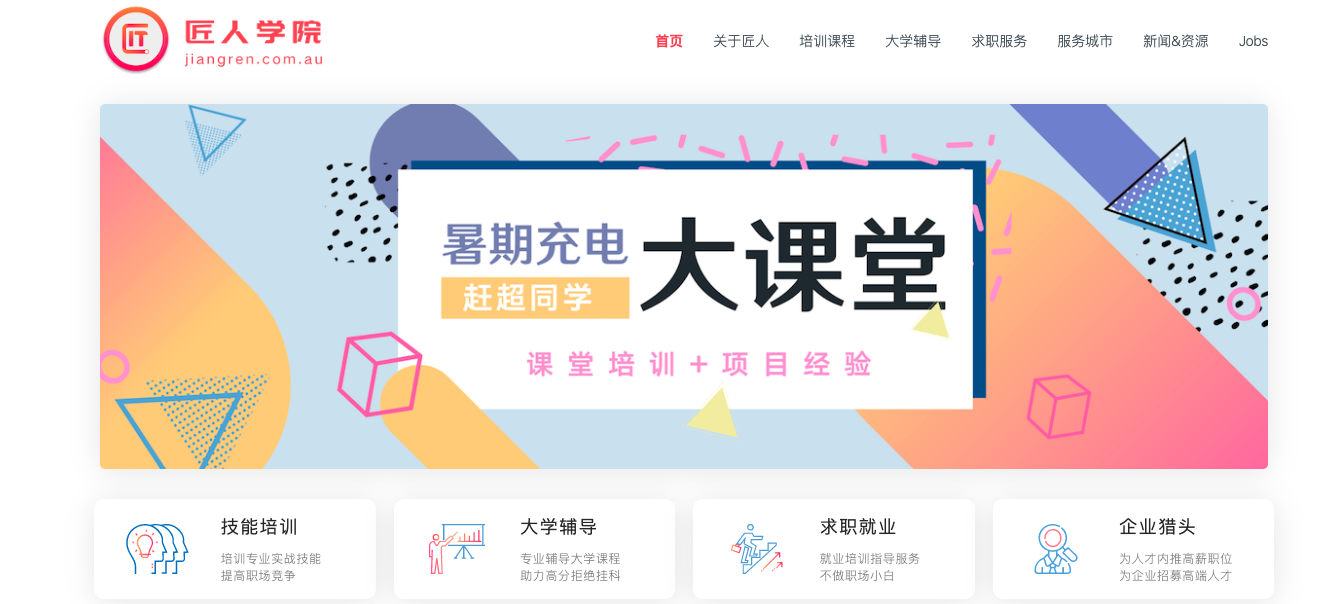 匠人学院
jiangren.com.au
首页 关于匠人 培训课程 大学辅导 求职服务 服务城市 新闻&资源 Jobs
暑期充电
赶超同学
大课堂
课堂培训+项目经验
技能培训
培训专业实战技能
提高职场竞争
大学辅导
专业辅导大学课程
助力高分拒绝挂科
求职就业
就业培训指导服务
不做职场小白
企业猎头
为人才内推高薪职位
为企业招募高端人才